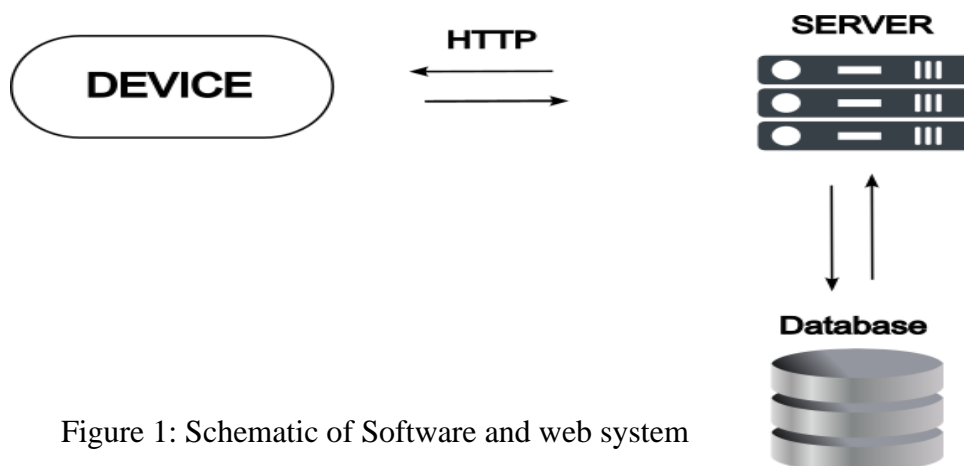 SERVER
HTTP
DEVICE
Database
Figure 1: Schematic of Software and web system